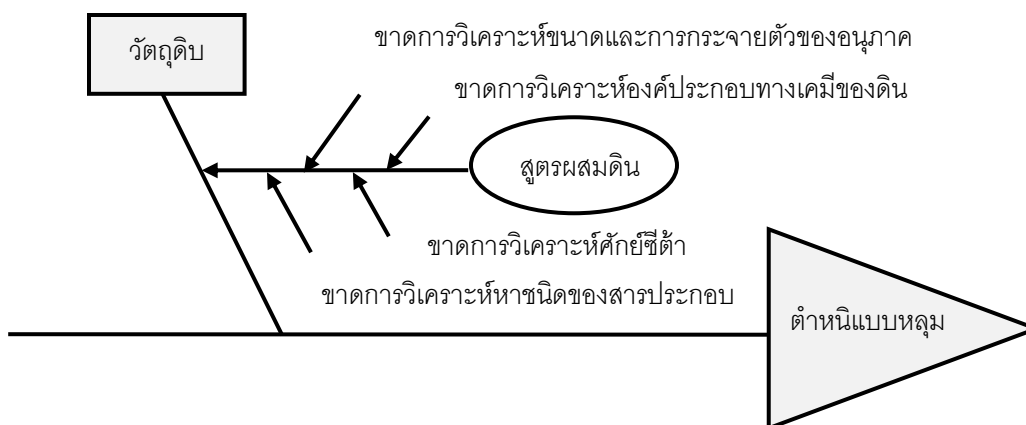 วัตถุดิบ
ขาดการวิเคราะห์ขนาดและการกระจายตัวของอนุภาค
ขาดการวิเคราะห์องค์ประกอบทางเคมีของดิน
สูตรผสมดิน
ขาดการวิเคราะห์ศักย์ซีต้า
ขาดการวิเคราะห์หาชนิดของสารประกอบ
ตำหนิแบบหลุม